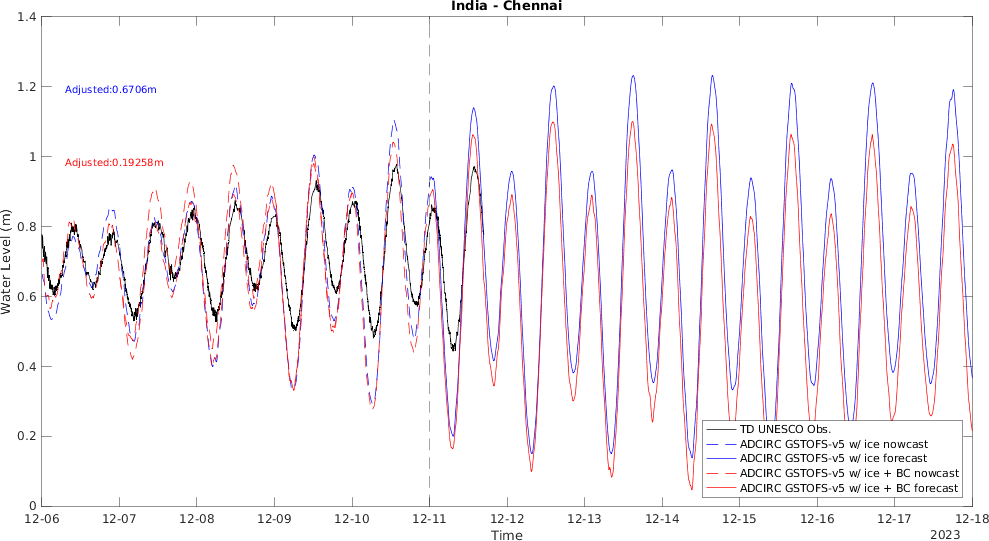 India - Chennai
1.4
1.2
1
0.8
0.6
0.4
0.2
0
Water Level (m)
Adjusted:0.6706m
Adjusted:0.19258m
TD UNESCO Obs.
ADCIRC GSTOFS-v5 w/ ice nowcast
ADCIRC GSTOFS-v5 w/ ice forecast
ADCIRC GSTOFS-v5 w/ ice + BC nowcast
ADCIRC GSTOFS-v5 w/ ice + BC forecast
12-06 12-07 12-08 12-09 12-10 12-11 12-12 12-13 12-14 12-15 12-16 12-17 12-18
Time
2023